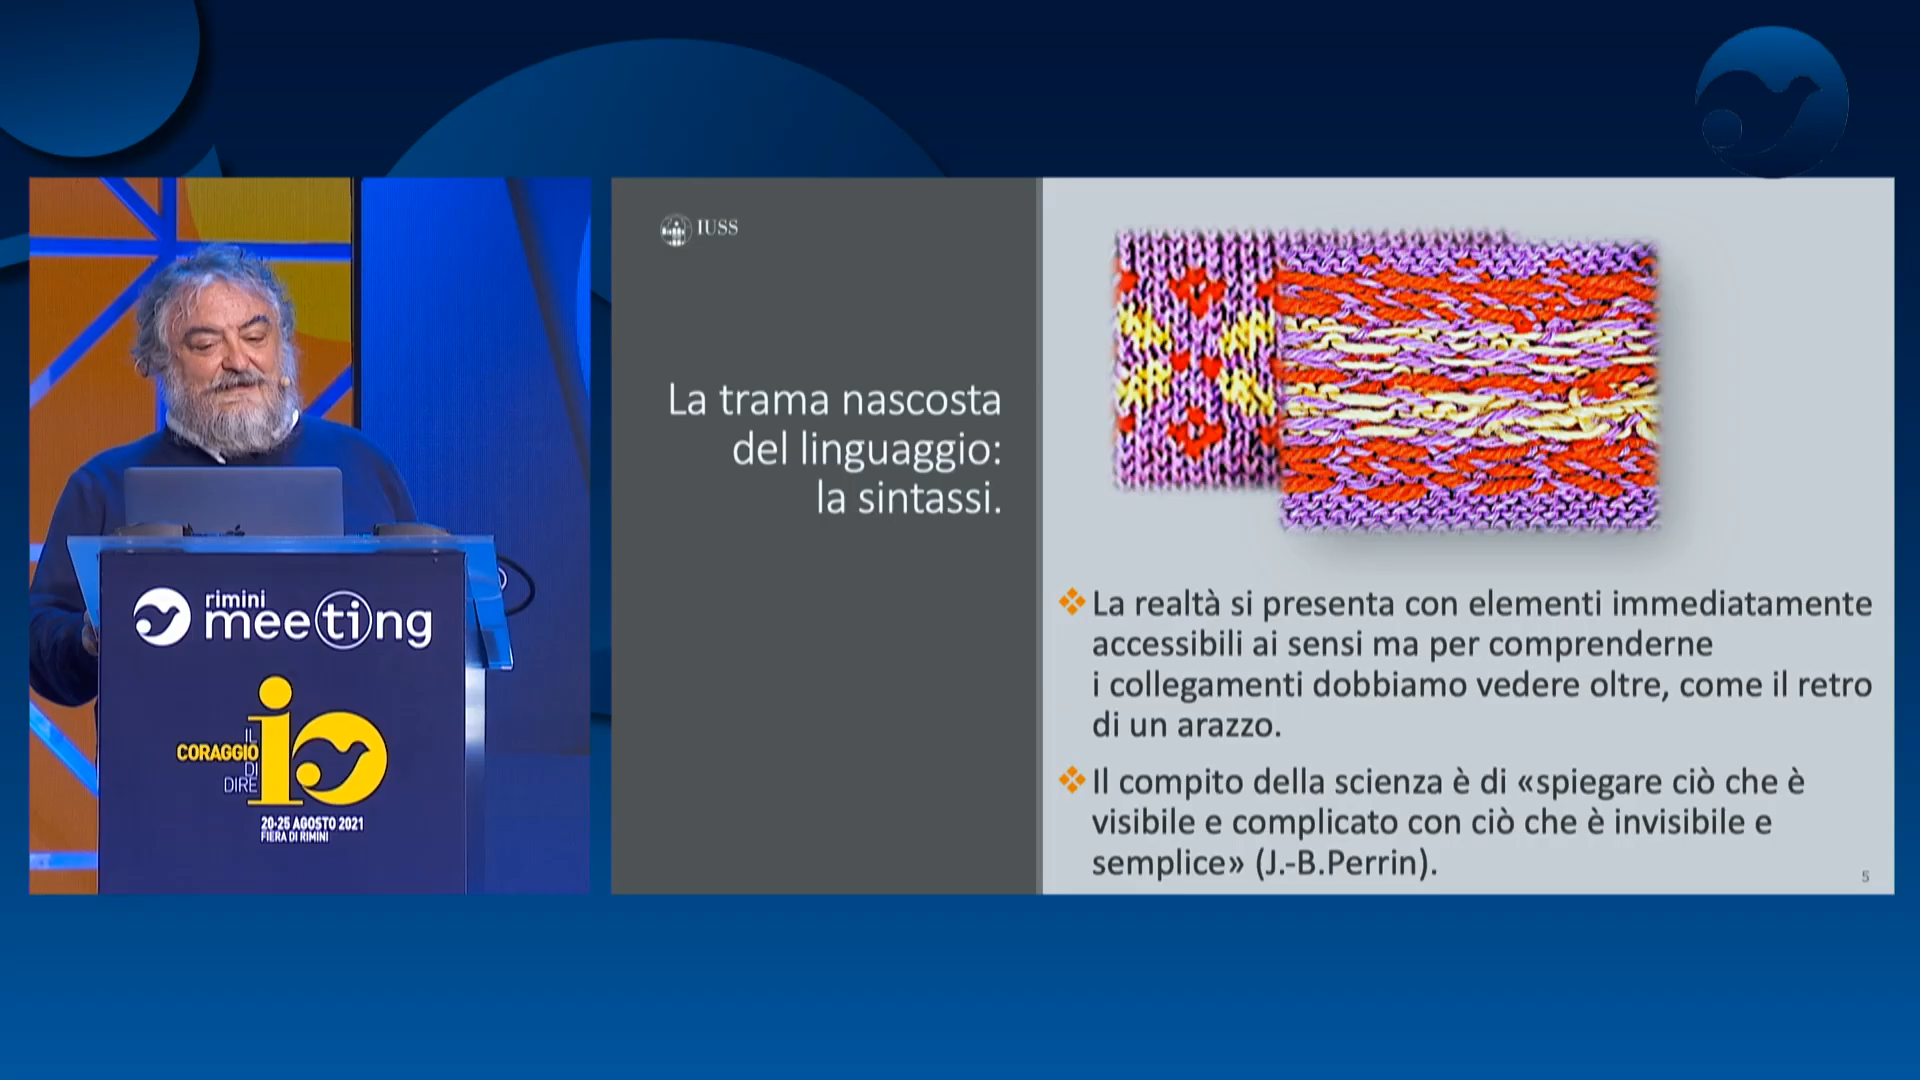 rimini
meeting
IL
CORAGGIO
DI
DIRE
io
20-25 AGOSTO 2021
FIERA DI RIMINI
IUSS
La trama nascosta
del linguaggio:
la sintassi.
La realtà si presenta con elementi immediatamente
accessibili ai sensi ma per comprenderne
i collegamenti dobbiamo vedere oltre, come il retro
di un arazzo.
Il compito della scienza è di «spiegare ciò che è
visibile e complicato con ciò che è invisibile e
semplice» (J.-B.Perrin).
5